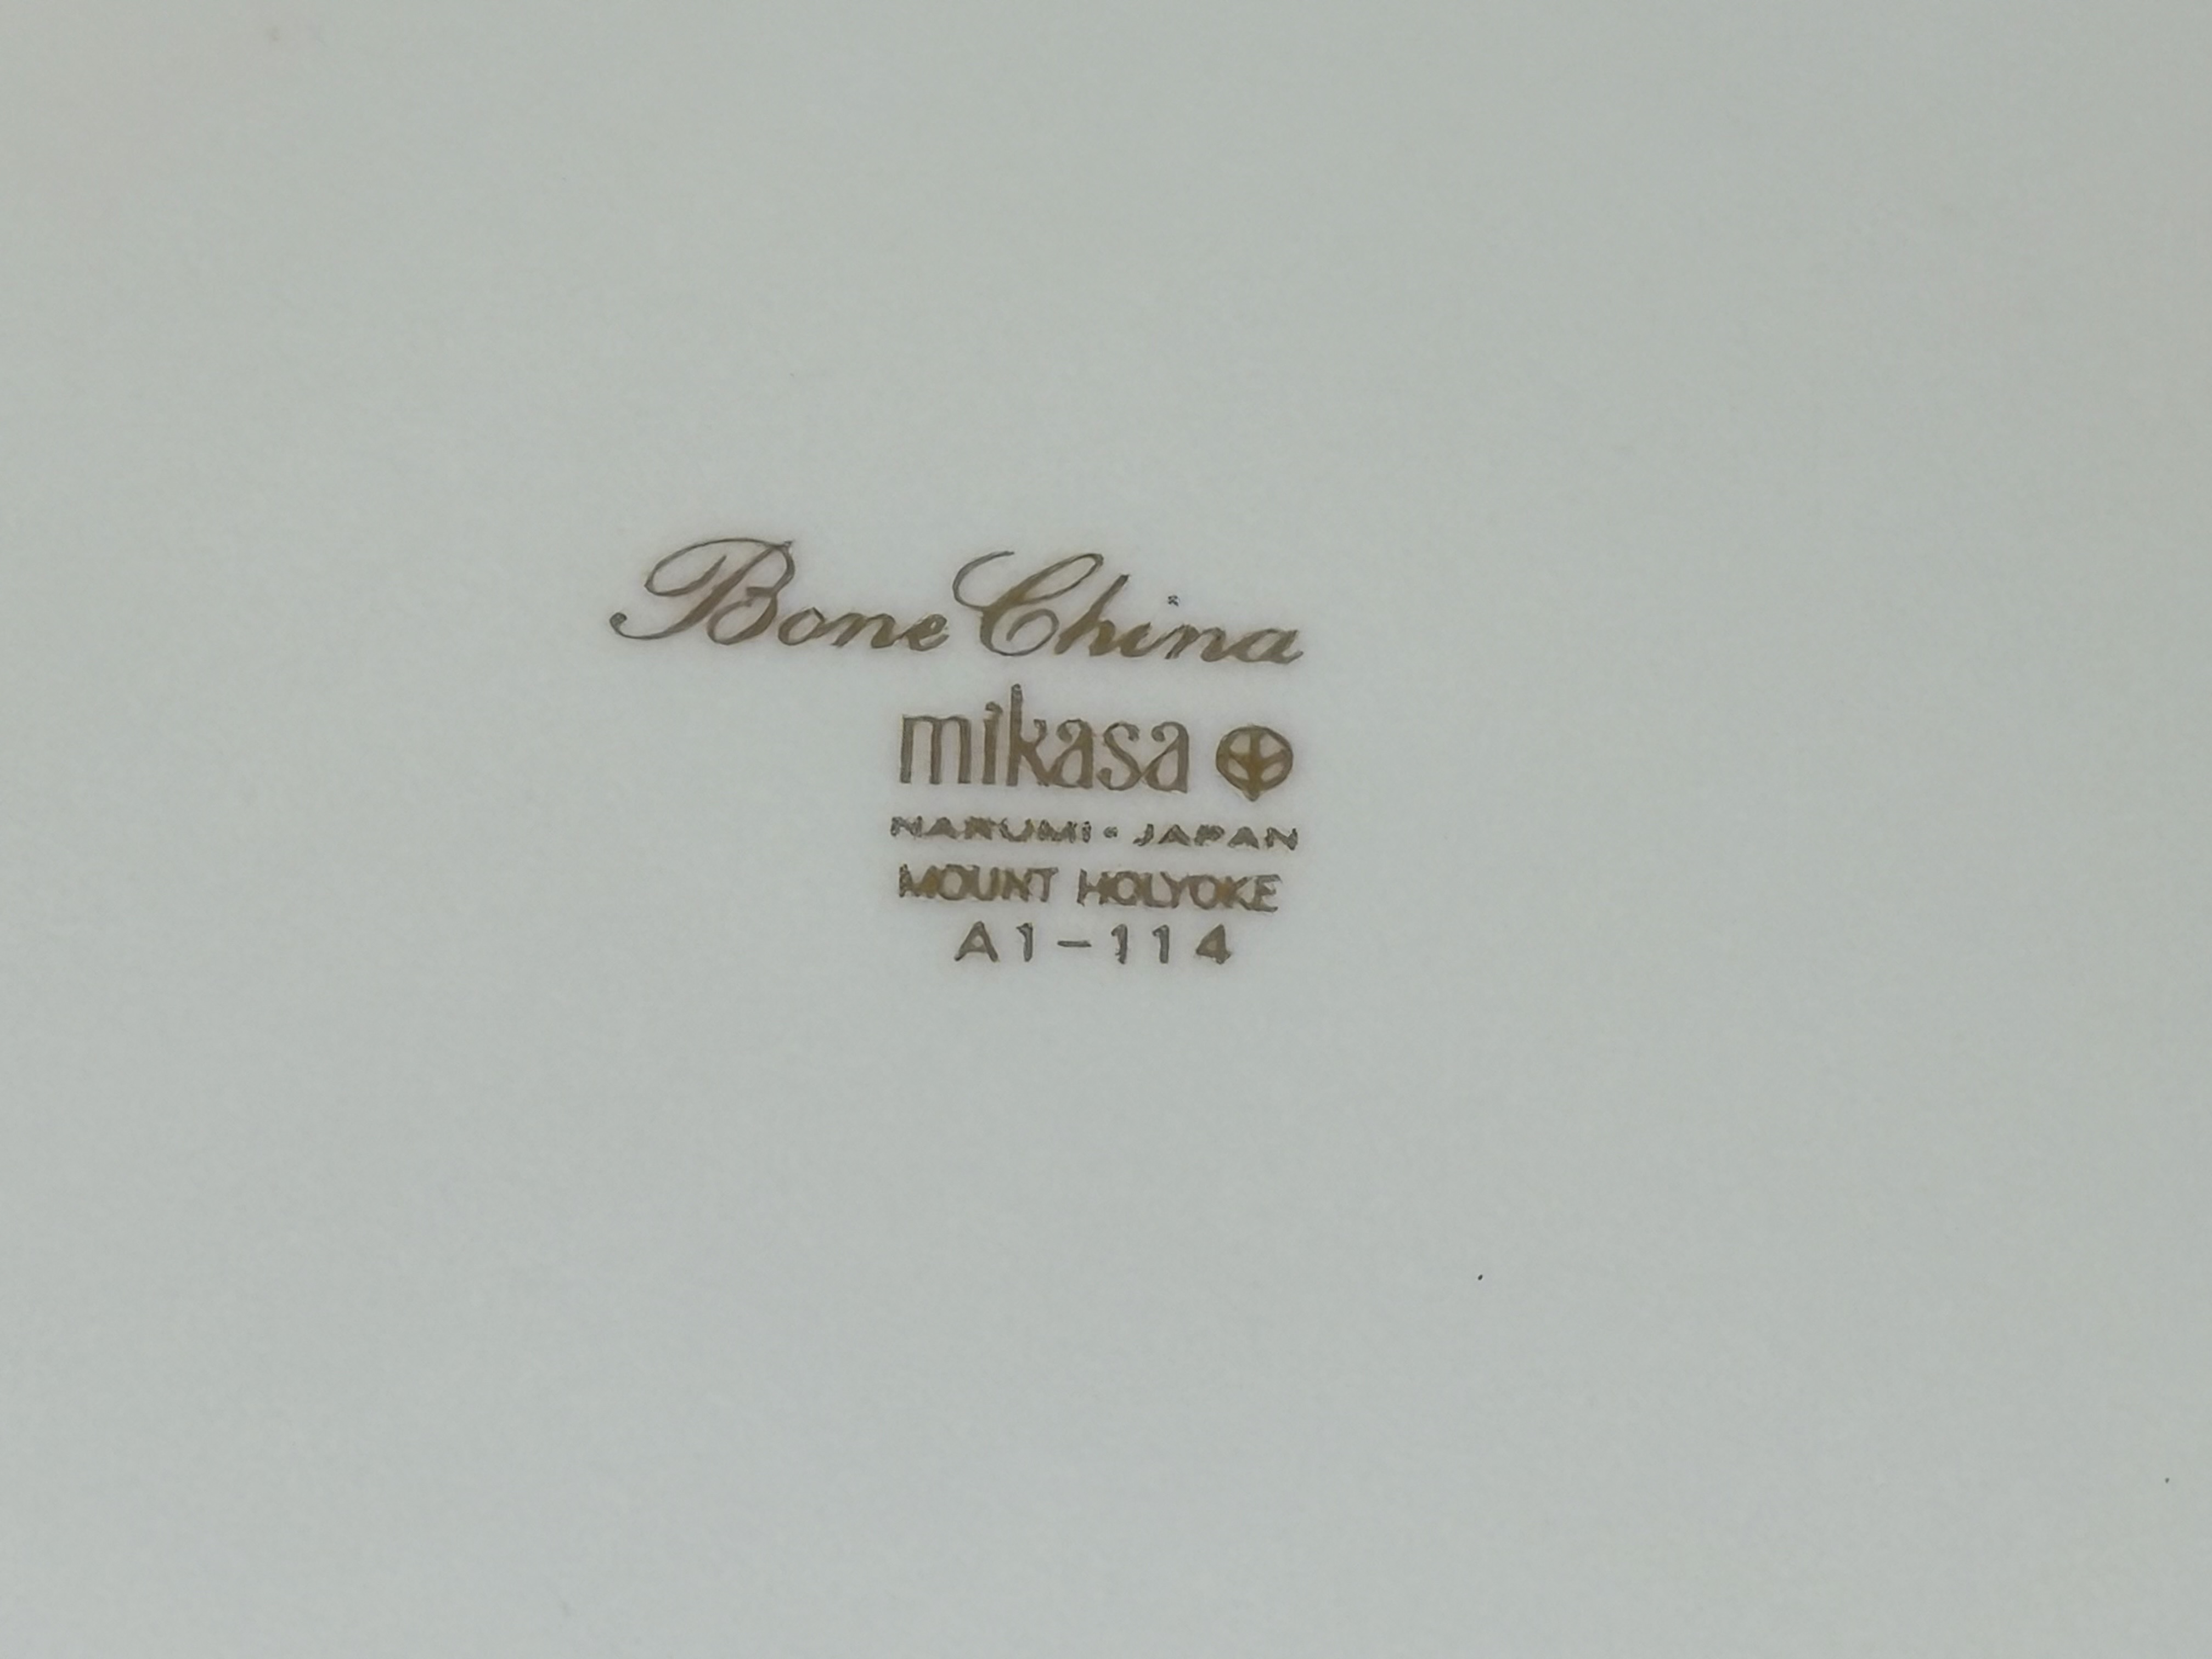 Bone China
mikasa
NARUMI • JAPAN
MOUNT HOLYOKE
A1-114